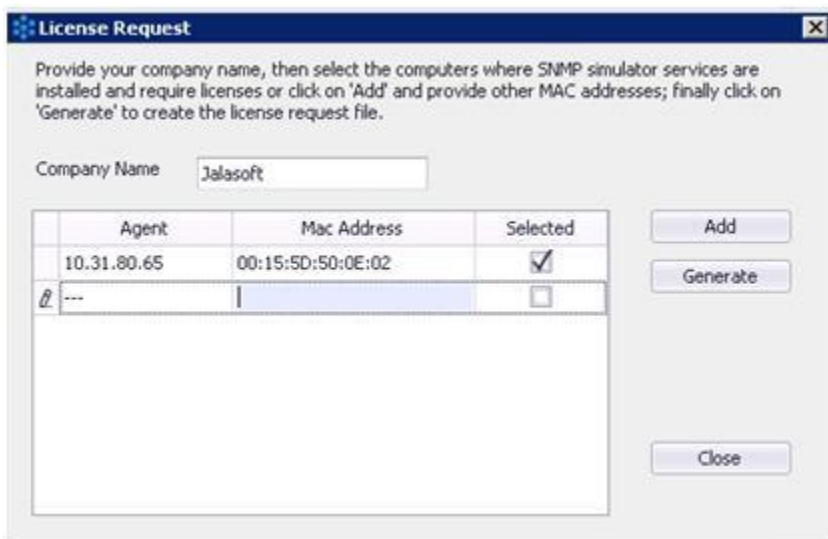 License Request
Provide your company name, then select the computers where SNMP simulator services are
installed and require licenses or click on 'Add' and provide other MAC addresses; finally click on
'Generate' to create the license request file.
Company Name Jalasoft
Agent Mac Address Selected
10.31.80.65 00:15:5D:50:0E:02
---
Add
Generate
Close